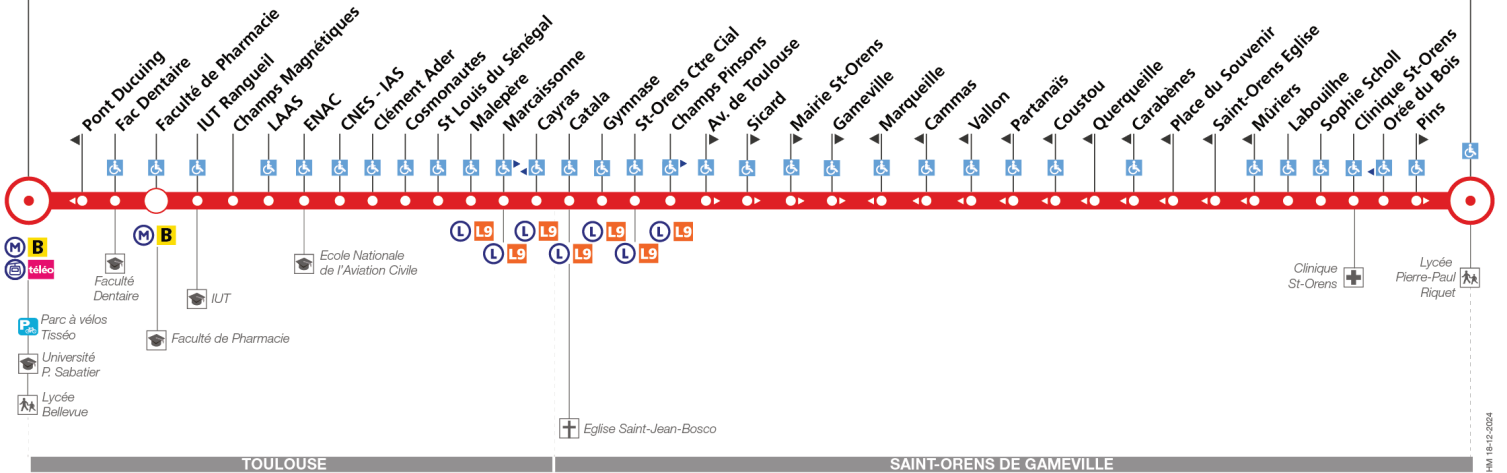 Pont Ducuing
Fac Dentaire
Faculté de Pharmacie
IUT Rangueil
Champs Magnétiques
LAAS
ENAC
CNES - IAS
Clément Ader
Cosmonautes
St Louis du Sénégal
Malepère
Marcaissonne
Cayras
Catala
Gymnase
St-Orens Ctre Cial
Champs Pinsons
Av. de Toulouse
Sicard
Mairie St-Orens
Gameville
Marqueille
Cammas
Vallon
Partanaïs
Coustou
Querqueille
Carabènes
Place du Souvenir
Saint-Orens Eglise
Mûriers
Labouilhe
Sophie Scholl
Clinique St-Orens
Orée du Bois
Pins
M B
téléo
M B
L L9
L L9
L L9
L L9
L L9
L L9
L L9
Parc à vélos
Tisséo
Université
P. Sabatier
Lycée
Bellevue
Faculté
Dentaire
Faculté de Pharmacie
IUT
Ecole Nationale
de l'Aviation Civile
Eglise Saint-Jean-Bosco
Clinique
St-Orens
Lycée
Pierre-Paul
Riquet
P
TOULOUSE
SAINT-ORENS DE GAMEVILLE
HM 18-12-2024